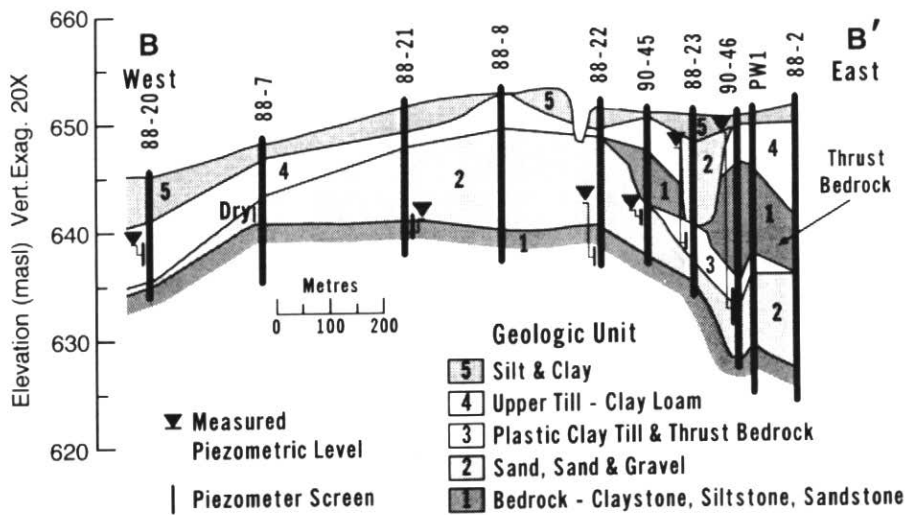 660
650
640
630
620
Elevation (masl) Vert.Exag. 20X
B
West
B'
East
88-20
88-7
88-21
88-8
88-22
90-45
88-23
90-46
PW1
88-2
5
4
Dry
2
1
5
1
5
2
3
4
1
2
Thrust
Bedrock
Metres
0 100 200
Measured
Piezometric Level
Piezometer Screen
Geologic Unit
5 Silt & Clay
4 Upper Till - Clay Loam
3 Plastic Clay Till & Thrust Bedrock
2 Sand, Sand & Gravel
1 Bedrock - Claystone, Siltstone, Sandstone